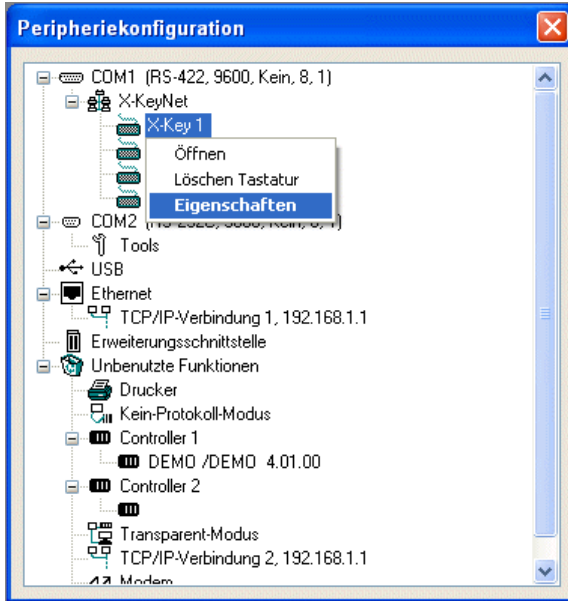 Peripheriekonfiguration
COM1 (RS-422, 9600, Kein, 8, 1)
X-KeyNet
X-Key 1
Öffnen
Löschen Tastatur
Eigenschaften
COM2
Tools
USB
Ethernet
TCP/IP-Verbindung 1, 192.168.1.1
Erweiterungsschnittstelle
Unbenutzte Funktionen
Drucker
Kein-Protokoll-Modus
Controller 1
DEMO /DEMO 4.01.00
Controller 2
Transparent-Modus
TCP/IP-Verbindung 2, 192.168.1.1
Modem